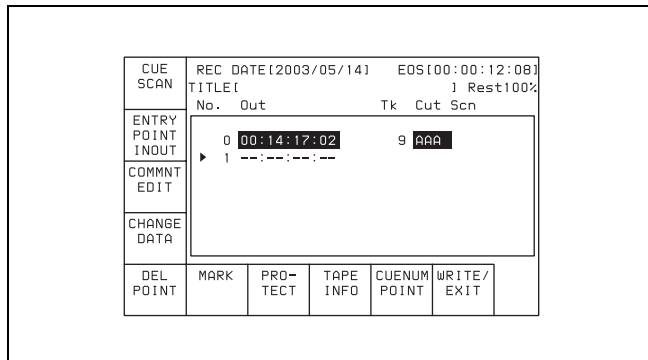 CUE
SCAN
REC DATE[2003/05/14] EOS[00:00:12:08]
TITLE[ ] Rest100%
No. Out Tk Cut Scn
ENTRY
POINT
INOUT
0 00:14:17:02 9 AAA
▶ 1 --:--:--:--
COMMNT
EDIT
CHANGE
DATA
DEL
POINT
MARK
PRO-
TECT
TAPE
INFO
CUENUM
POINT
WRITE/
EXIT